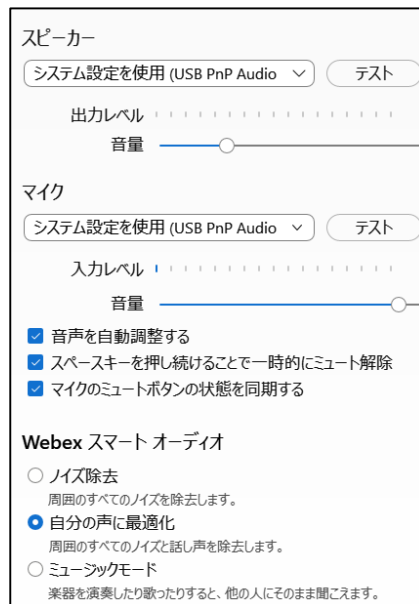 スピーカー
システム設定を使用 (USB PnP Audio
テスト
出力レベル
音量
マイク
システム設定を使用 (USB PnP Audio
テスト
入力レベル
音量
音声を自動調整する
スペースキーを押し続けることで一時的にミュート解除
マイクのミュートボタンの状態を同期する
Webex スマート オーディオ
ノイズ除去
周囲のすべてのノイズを除去します。
自分の声に最適化
周囲のすべてのノイズと話し声を除去します。
ミュージックモード
楽器を演奏したり歌ったりすると、他の人にそのまま聞こえます。